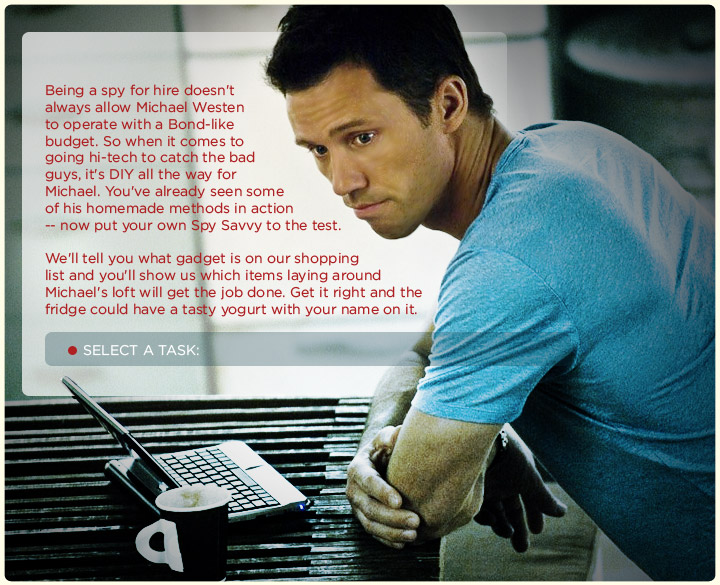 Being a spy for hire doesn't
always allow Michael Westen
to operate with a Bond-like
budget. So when it comes to
going hi-tech to catch the bad
guys, it's DIY all the way for
Michael. You've already seen some
of his homemade methods in action
-- now put your own Spy Savvy to the test.
We'll tell you what gadget is on our shopping
list and you'll show us which items laying around
Michael's loft will get the job done. Get it right and the
fridge could have a tasty yogurt with your name on it.
SELECT A TASK: